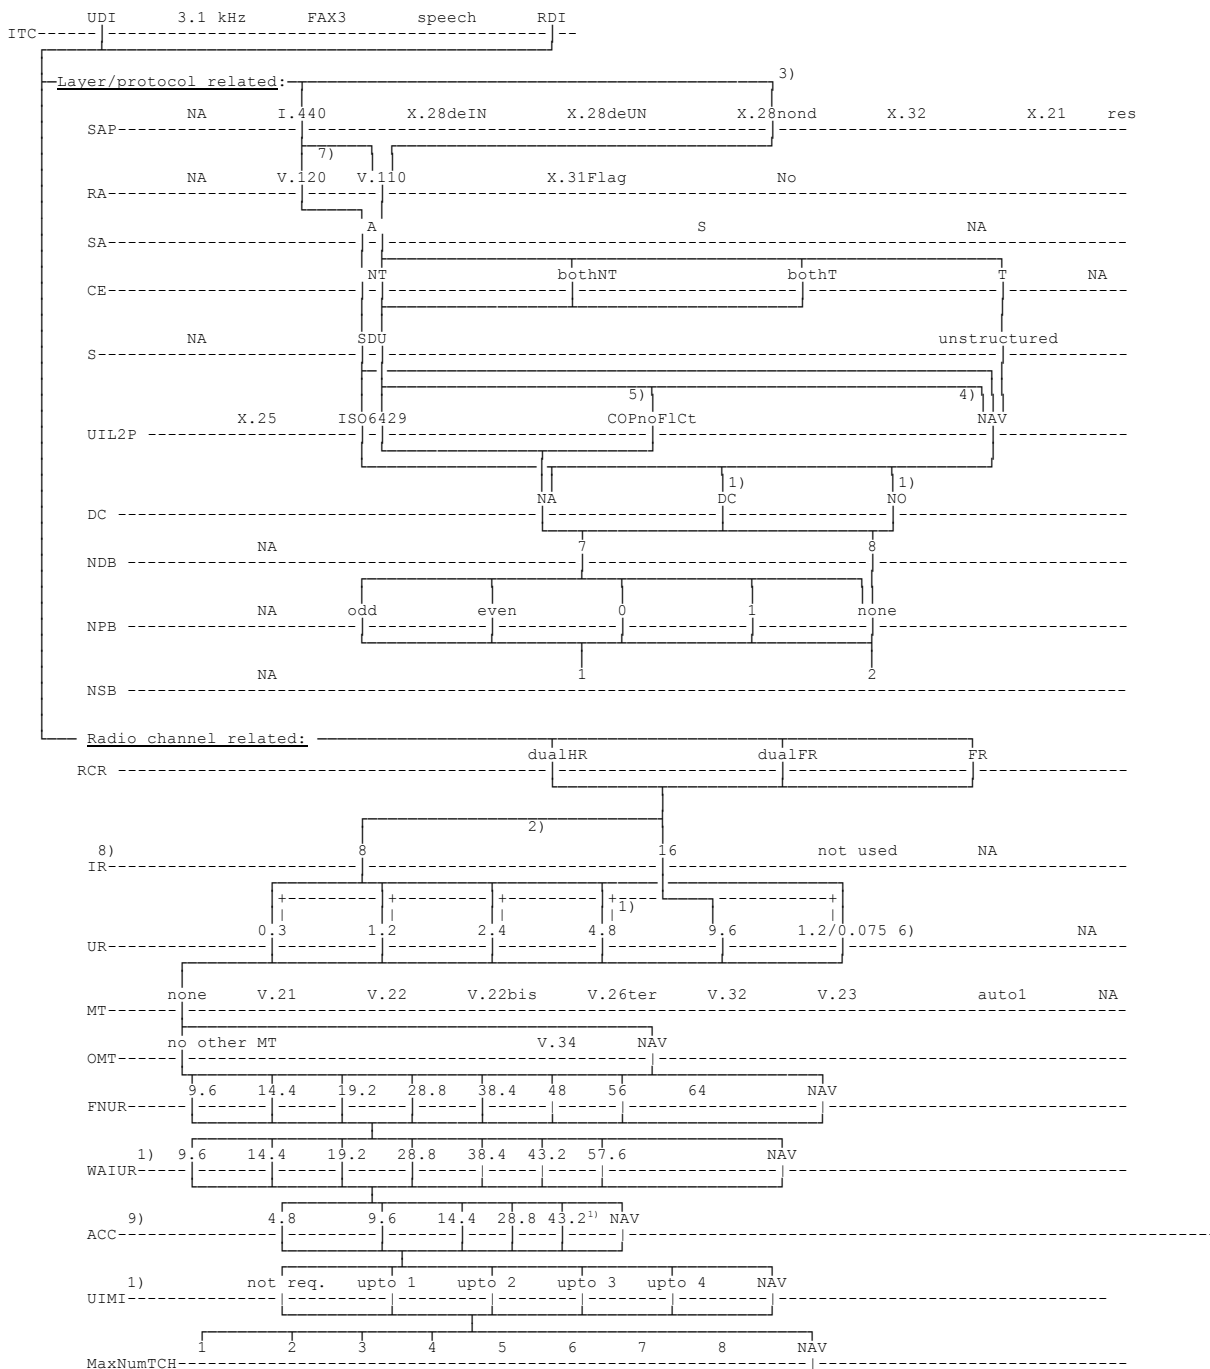 UDI 3.1 kHz FAX3 speech RDI
ITC
Layer/protocol related: 3)
NA I.440 X.28deIN X.28deUN X.28nond X.32 X.21 res
SAP
7)
NA V.120 V.110 X.31Flag No
RA
A S NA
SA
NT bothNT bothT T NA
CE
NA SDU unstructured
S
5) 4)
X.25 ISO6429 COPnoFlCt NAV
UIL2P
1) 1)
NA DC NO
DC
NA 7 8
NDB
NA odd even 0 1 none
NPB
NA 1 2
NSB
Radio channel related:
dualHR dualFR FR
RCR
2)
8) 8 16 not used NA
IR
1)
0.3 1.2 2.4 4.8 9.6 1.2/0.075 6) NA
UR
none V.21 V.22 V.22bis V.26ter V.32 V.23 auto1 NA
MT
no other MT V.34 NAV
OMT
9.6 14.4 19.2 28.8 38.4 48 56 64 NAV
FNUR
1) 9.6 14.4 19.2 28.8 38.4 43.2 57.6 NAV
WAIUR
9) 4.8 9.6 14.4 28.8 43.2¹⁾ NAV
ACC
1) not req. upto 1 upto 2 upto 3 upto 4 NAV
UIMI
1 2 3 4 5 6 7 8 NAV
MaxNumTCH